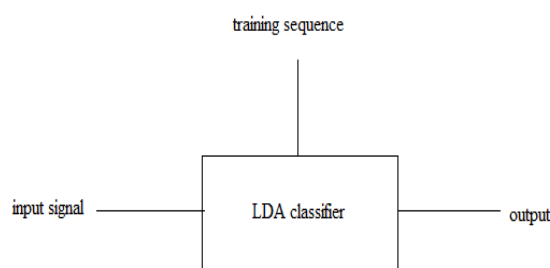 training sequence
input signal
LDA classifier
output